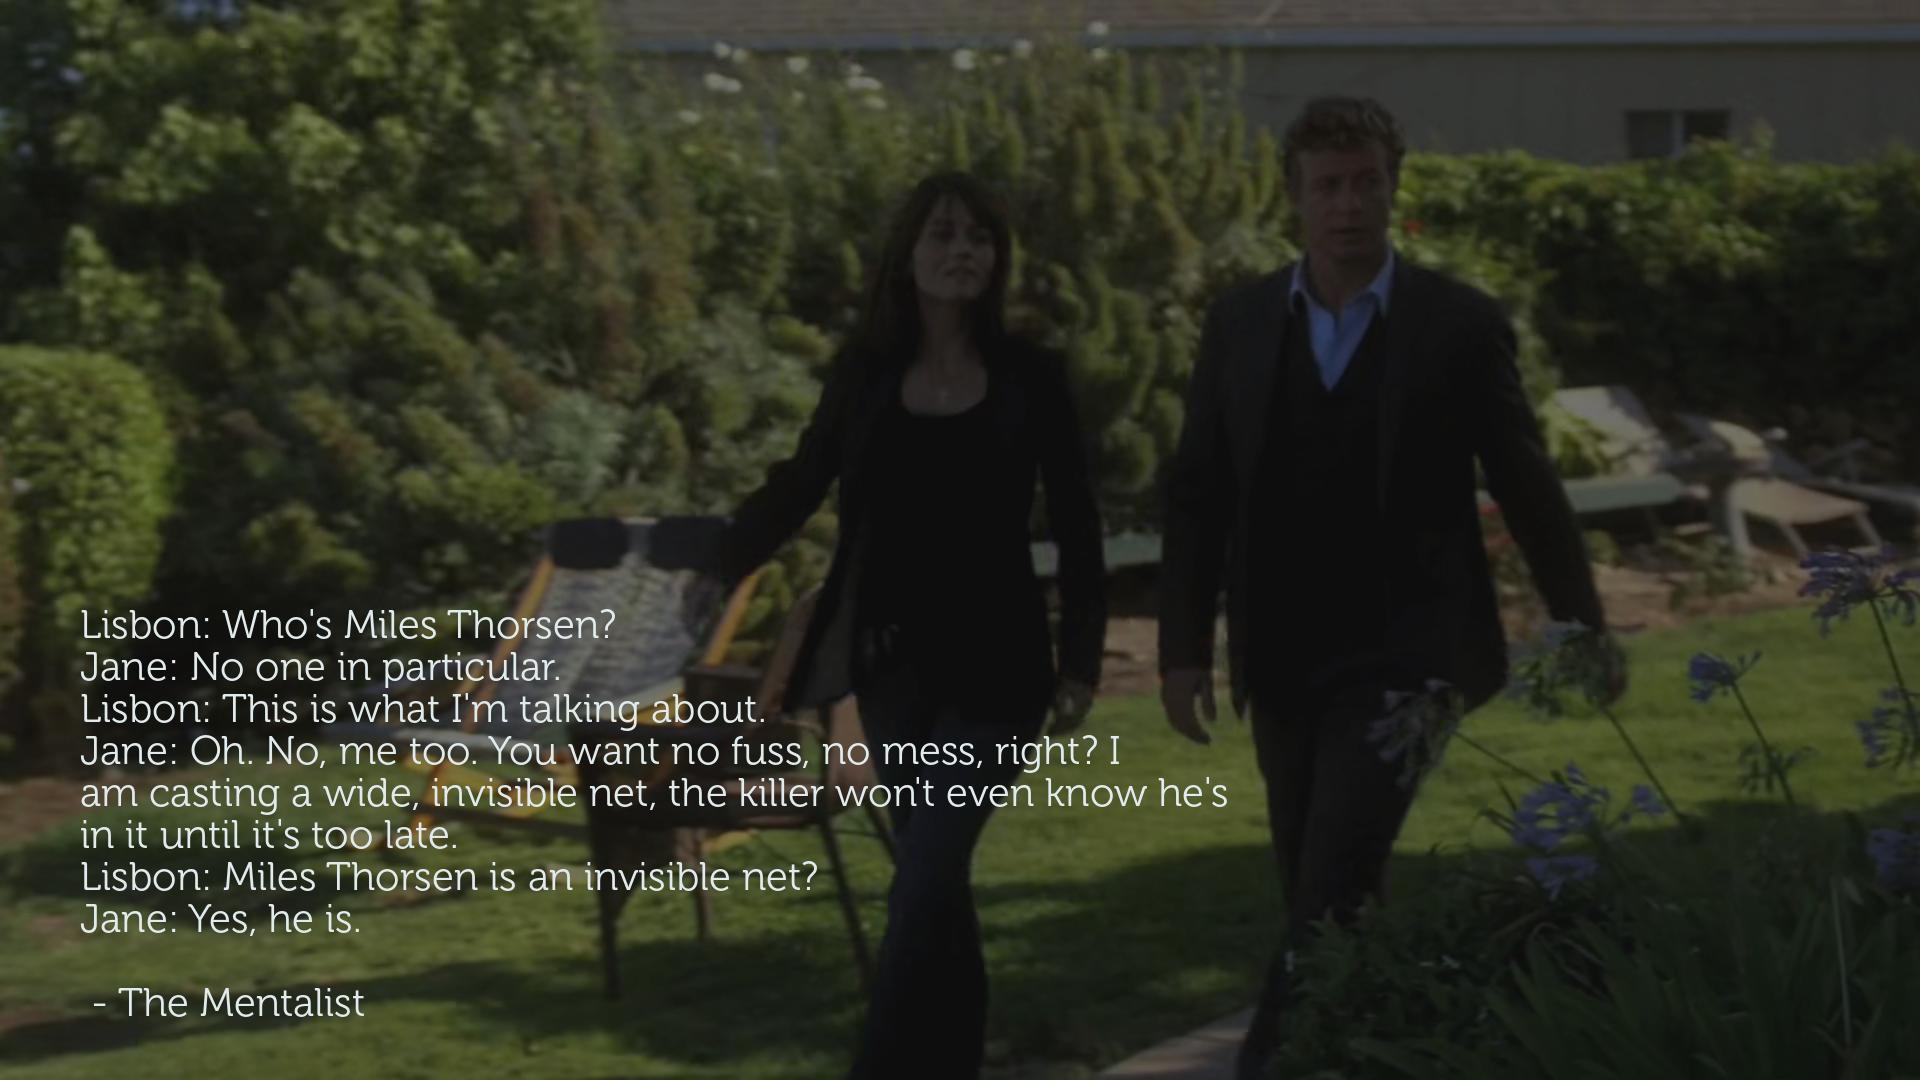 Lisbon: Who's Miles Thorsen?
Jane: No one in particular.
Lisbon: This is what I'm talking about.
Jane: Oh. No, me too. You want no fuss, no mess, right? I
am casting a wide, invisible net, the killer won't even know he's
in it until it's too late.
Lisbon: Miles Thorsen is an invisible net?
Jane: Yes, he is.
- The Mentalist